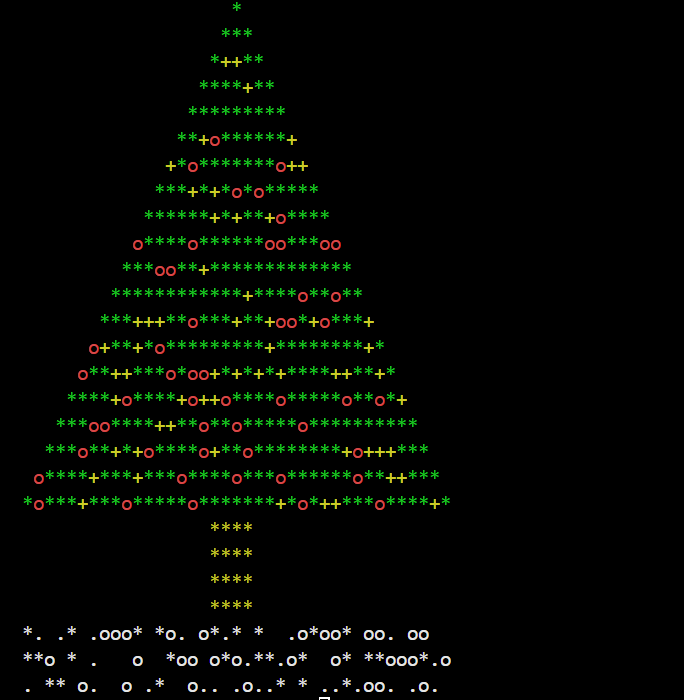 *
                  ***
                 *++**
                ****+**
               *********
              **+o******+
             +*o*******o++
            ***+*+*o*o*****
           ******+*+**+o****
          o****o******oo***oo
         ***oo**+*************
        ************+****o**o**
       ***+++**o***+**+oo*+o***+
      o+**+*o*********+********+*
     o**++***o*oo+*+*+*+****++**+*
    ****+o****+o++o****o*****o**o*+
   ***oo****++**o**o*****o**********
  ***o**+*+o****o+**o********+o+++***
 o****+***+***o****o***o******o**++***
*o***+***o*****o*******+*o*++***o****+*
                 ****
                 ****
                 ****
                 ****
*. .* .ooo* *o. o*.* *  .o*oo* oo. oo
**o * .   o  *oo o*o.**.o*  o* **ooo*.o
. ** o.  o .*  o.. .o..* * ..*.oo. .o.